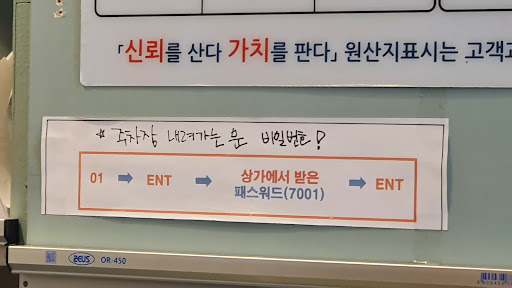 「신뢰를 산다 가치를 판다」 원산지표시는 고객과
* 주차장 내려가는 문 비밀번호!
01 ➡ ENT ➡ 상가에서 받은 패스워드(7001) ➡ ENT
ZEUS OR-450